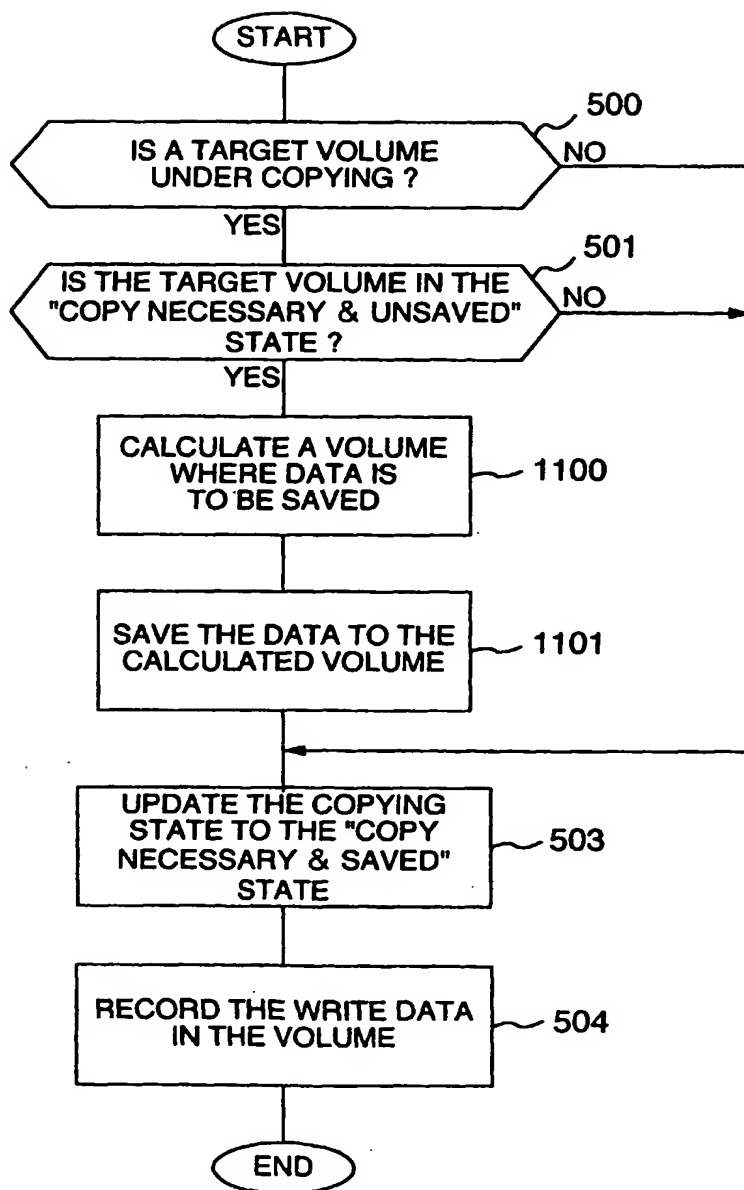 START
500
IS A TARGET VOLUME
UNDER COPYING ?
NO
YES
501
IS THE TARGET VOLUME IN THE
"COPY NECESSARY & UNSAVED"
STATE ?
NO
YES
CALCULATE A VOLUME
WHERE DATA IS
TO BE SAVED
1100
SAVE THE DATA TO THE
CALCULATED VOLUME
1101
UPDATE THE COPYING
STATE TO THE "COPY
NECESSARY & SAVED"
STATE
503
RECORD THE WRITE DATA
IN THE VOLUME
504
END